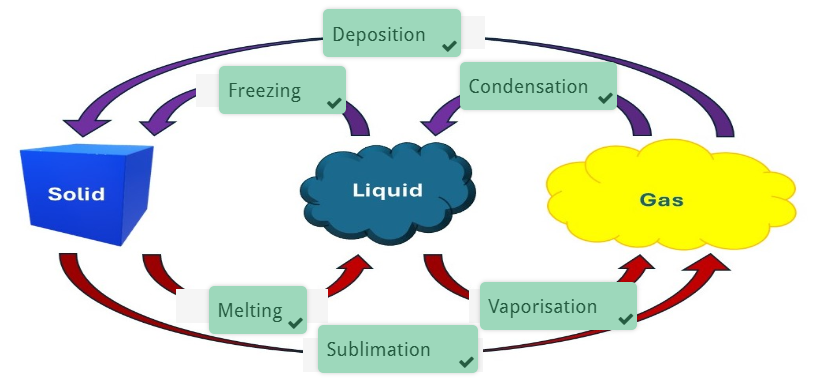 Deposition
Freezing
Condensation
Solid
Liquid
Gas
Melting
Vaporisation
Sublimation